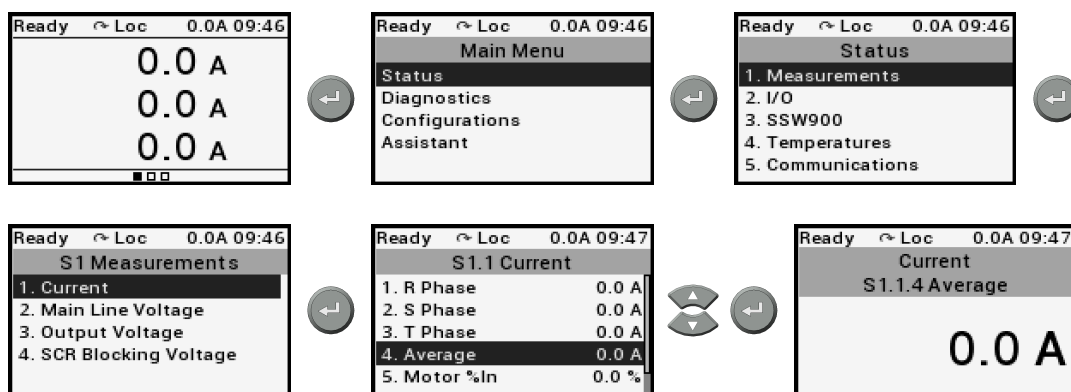 Ready Loc 0.0A 09:46
0.0 A
0.0 A
0.0 A
Ready Loc 0.0A 09:46
Main Menu
Status
Diagnostics
Configurations
Assistant
Ready Loc 0.0A 09:46
Status
1. Measurements
2. I/O
3. SSW900
4. Temperatures
5. Communications
Ready Loc 0.0A 09:46
S1 Measurements
1. Current
2. Main Line Voltage
3. Output Voltage
4. SCR Blocking Voltage
Ready Loc 0.0A 09:47
S1.1 Current
1. R Phase 0.0 A
2. S Phase 0.0 A
3. T Phase 0.0 A
4. Average 0.0 A
5. Motor %In 0.0 %
Ready Loc 0.0A 09:47
Current
S1.1.4 Average
0.0 A